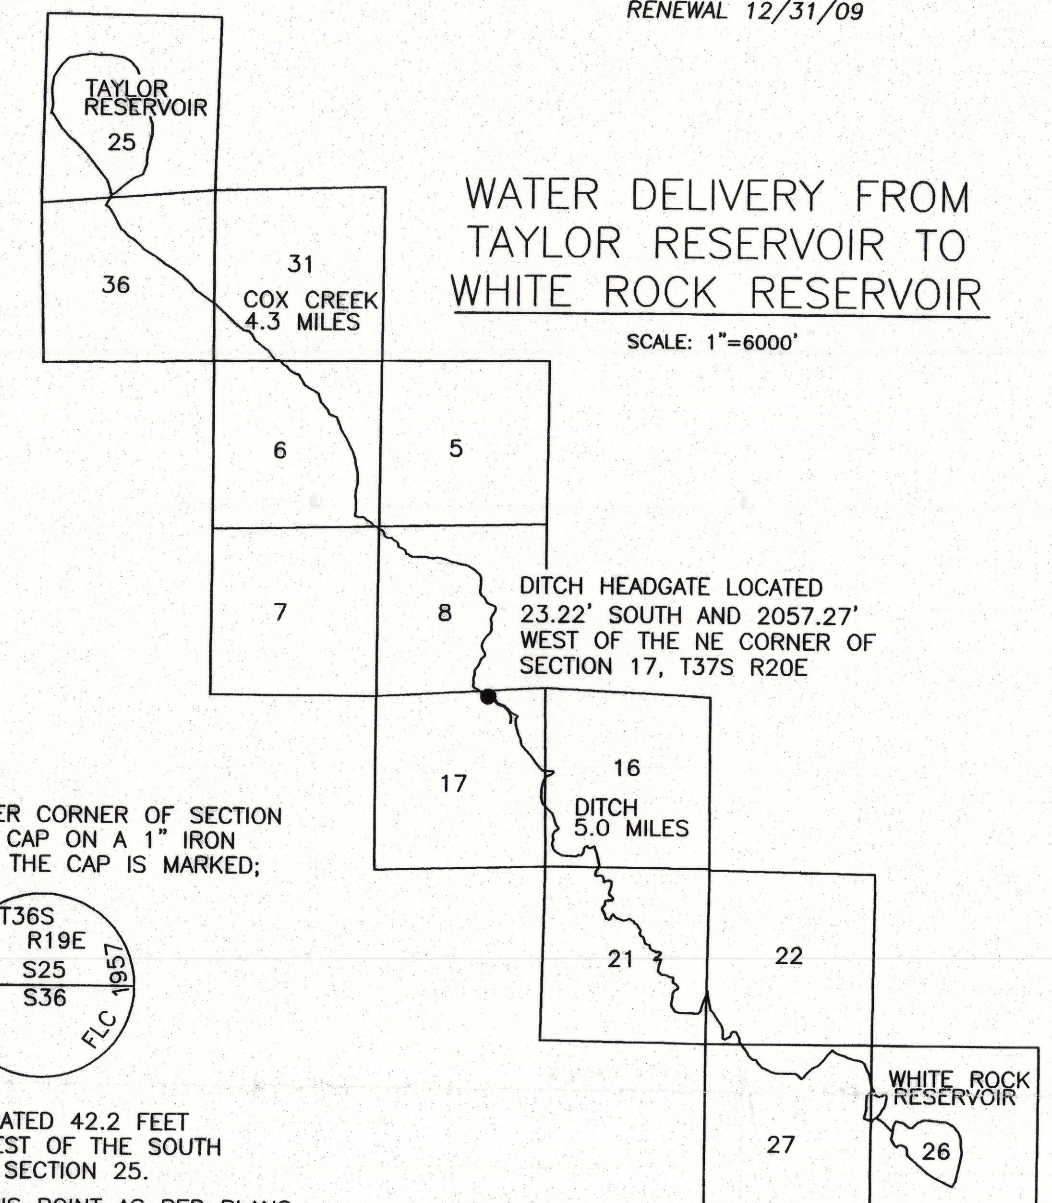 RENEWAL 12/31/09
TAYLOR
RESERVOIR
25
WATER DELIVERY FROM
TAYLOR RESERVOIR TO
WHITE ROCK RESERVOIR
SCALE: 1"=6000'
36
31
COX CREEK
4.3 MILES
6
5
7
8
DITCH HEADGATE LOCATED
23.22' SOUTH AND 2057.27'
WEST OF THE NE CORNER OF
SECTION 17, T37S R20E
17
16
DITCH
5.0 MILES
ER CORNER OF SECTION
CAP ON A 1" IRON
THE CAP IS MARKED;
T36S
R19E
S25
S36
1957
FLC
21
22
WHITE ROCK
RESERVOIR
27
26
ATED 42.2 FEET
EST OF THE SOUTH
SECTION 25.